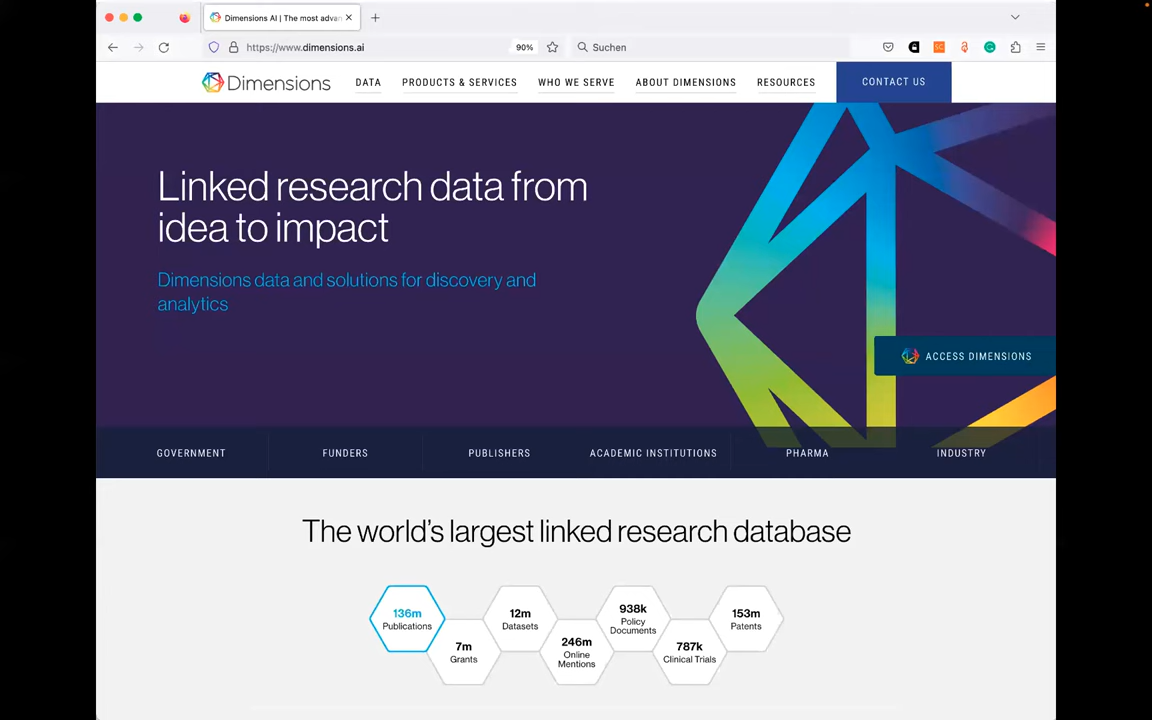 Dimensions AI | The most advan
https://www.dimensions.ai
90%
Suchen
Dimensions
DATA
PRODUCTS & SERVICES
WHO WE SERVE
ABOUT DIMENSIONS
RESOURCES
CONTACT US
Linked research data from
idea to impact
Dimensions data and solutions for discovery and
analytics
ACCESS DIMENSIONS
GOVERNMENT
FUNDERS
PUBLISHERS
ACADEMIC INSTITUTIONS
PHARMA
INDUSTRY
The world's largest linked research database
136m
Publications
7m
Grants
12m
Datasets
246m
Online
Mentions
938k
Policy
Documents
787k
Clinical Trials
153m
Patents